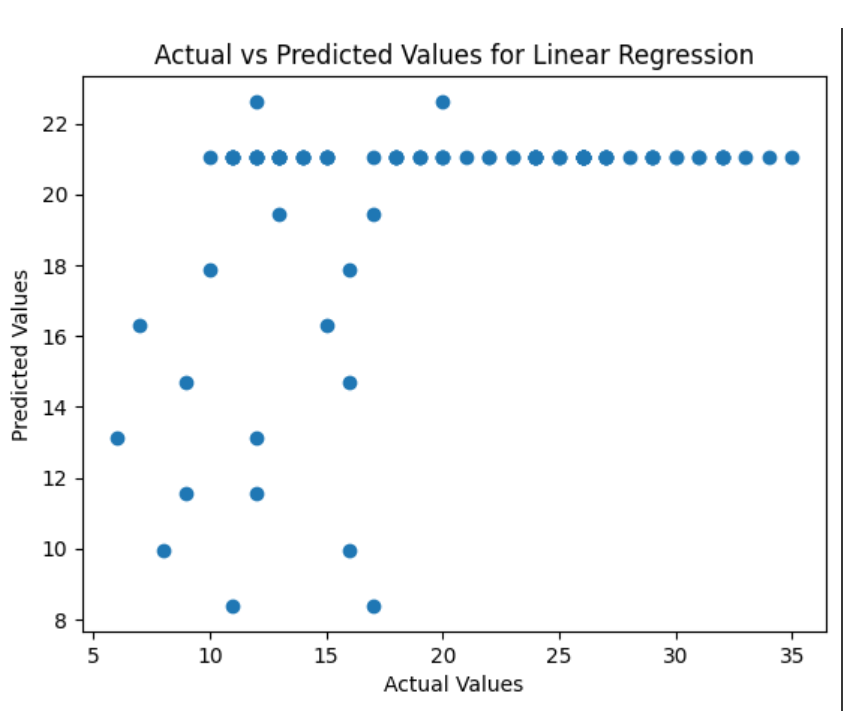 Actual vs Predicted Values for Linear Regression
22
20
18
16
14
12
10
8
Predicted Values
5 10 15 20 25 30 35
Actual Values